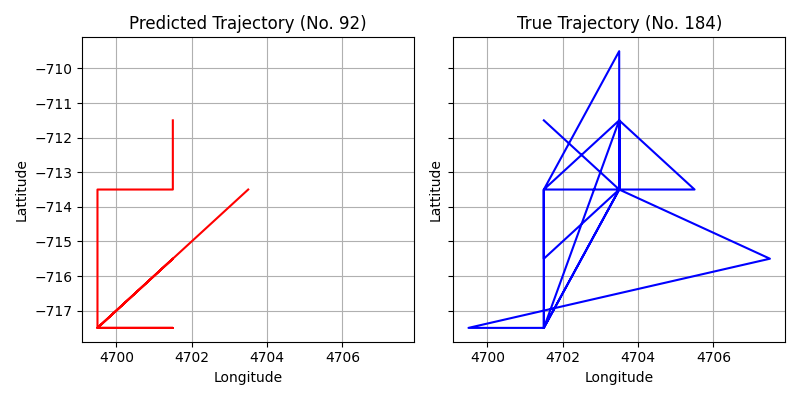 Predicted Trajectory (No. 92)
True Trajectory (No. 184)
Lattitude
−710
−711
−712
−713
−714
−715
−716
−717
4700
4702
4704
4706
Longitude
Lattitude
4700
4702
4704
4706
Longitude